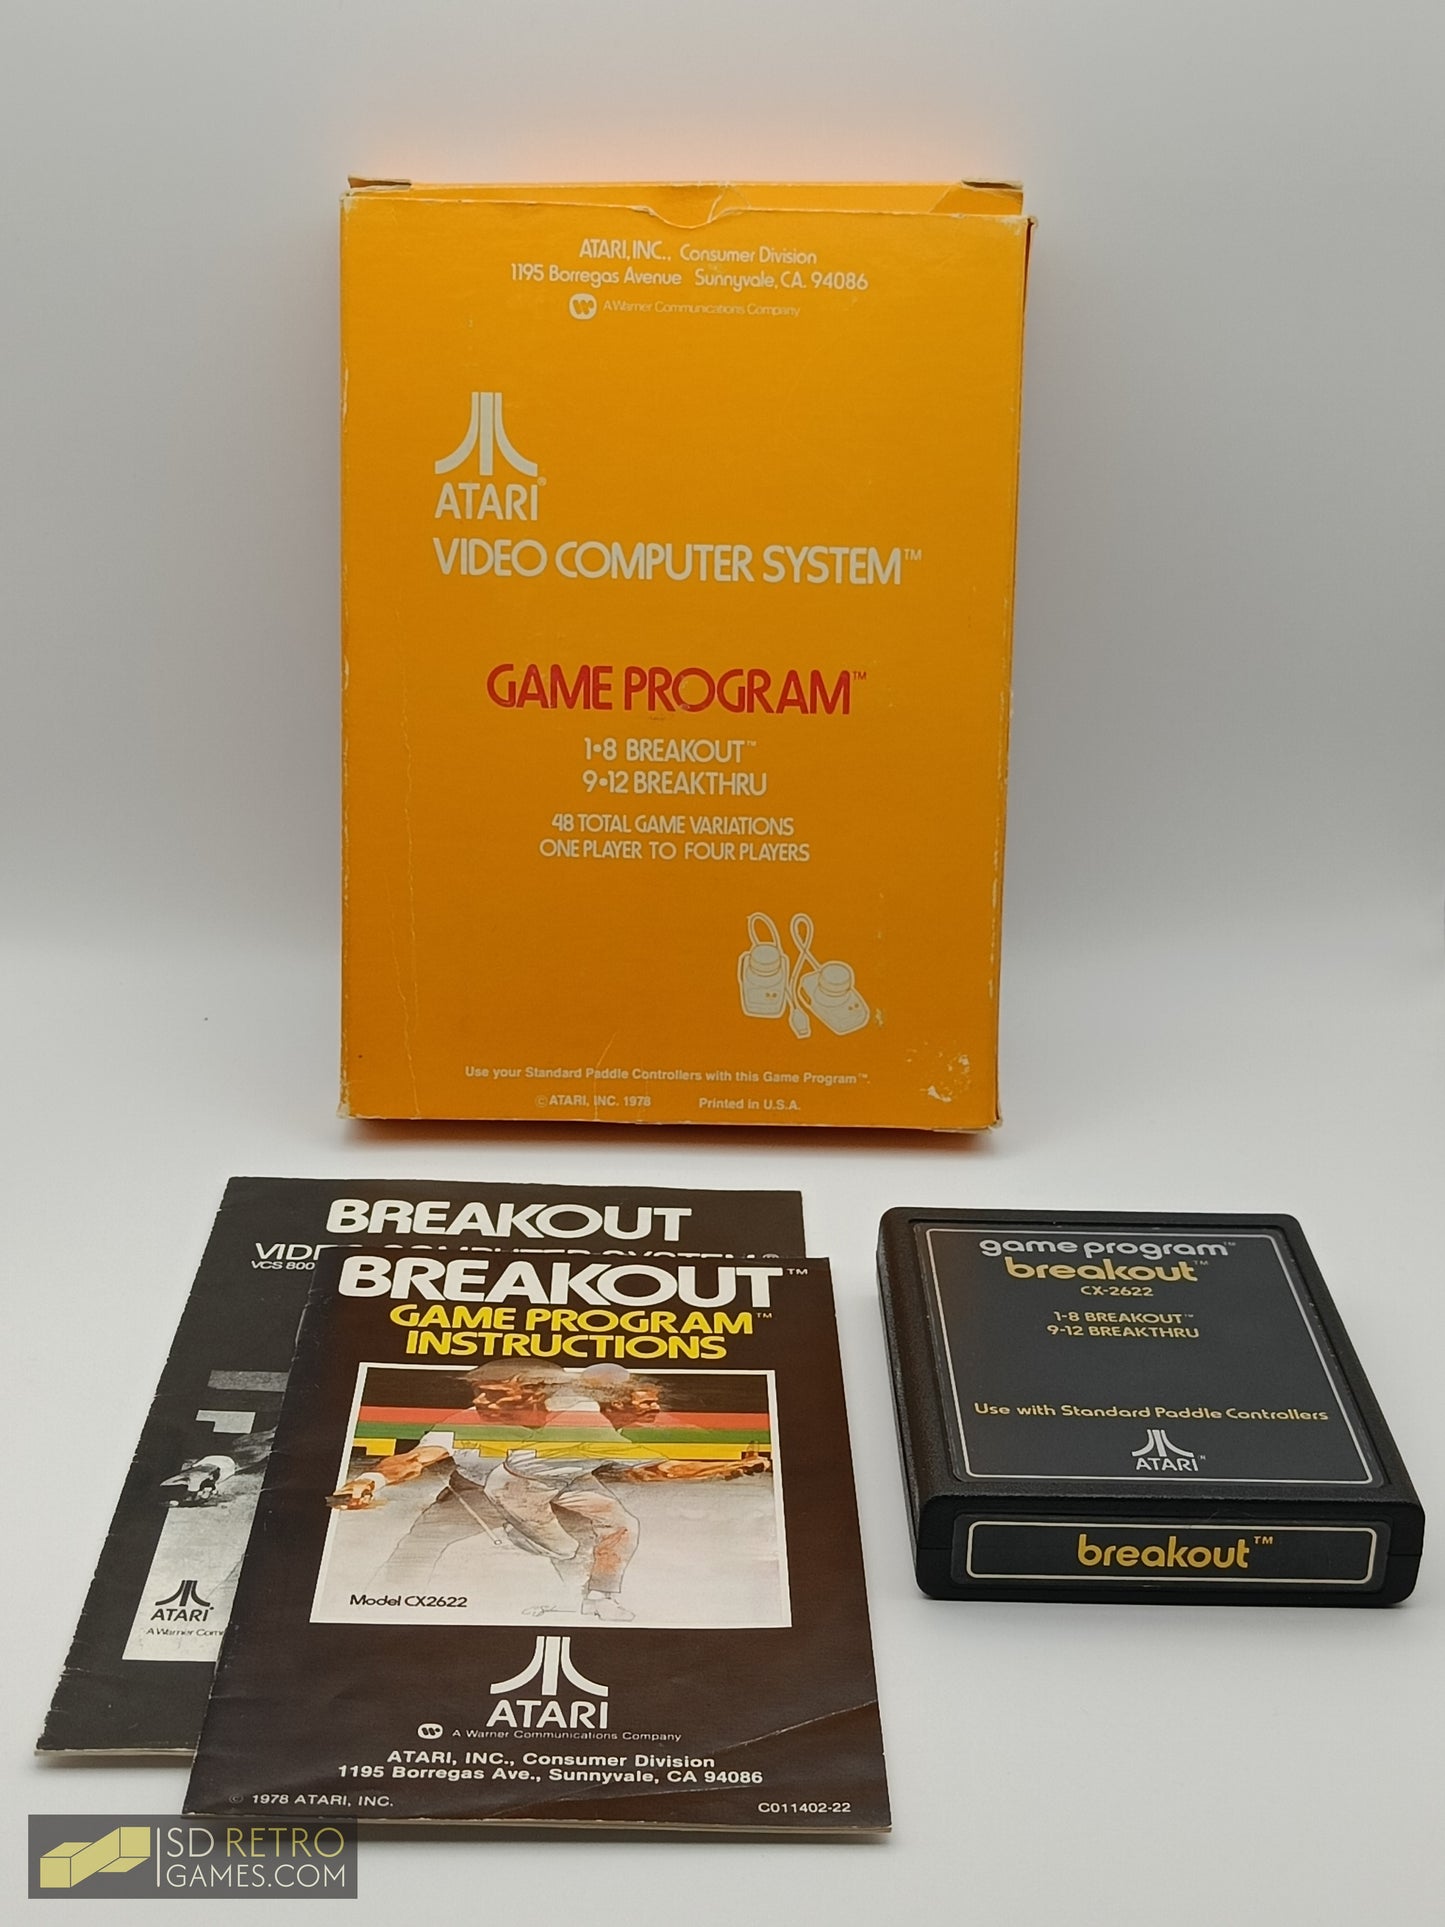 ATARI, INC., Consumer Division
1195 Borregas Avenue Sunnyvale, CA. 94086
A Warner Communications Company
ATARI®
VIDEO COMPUTER SYSTEM™
GAME PROGRAM™
1•8 BREAKOUT™
9•12 BREAKTHRU
48 TOTAL GAME VARIATIONS
ONE PLAYER TO FOUR PLAYERS
Use your Standard Paddle Controllers with this Game Program™.
© ATARI, INC. 1978 Printed in U.S.A.
BREAKOUT
COMPUTER SYSTEM®
ATARI
A Warner
BREAKOUT™
GAME PROGRAM™
INSTRUCTIONS
Model CX2622
ATARI
A Warner Communications Company
ATARI, INC., Consumer Division
1195 Borregas Ave., Sunnyvale, CA 94086
© 1978 ATARI, INC.
C011402-22
game program™
breakout™
CX-2622
1-8 BREAKOUT™
9-12 BREAKTHRU
Use with Standard Paddle Controllers
ATARI
breakout™
SD RETRO
GAMES.COM